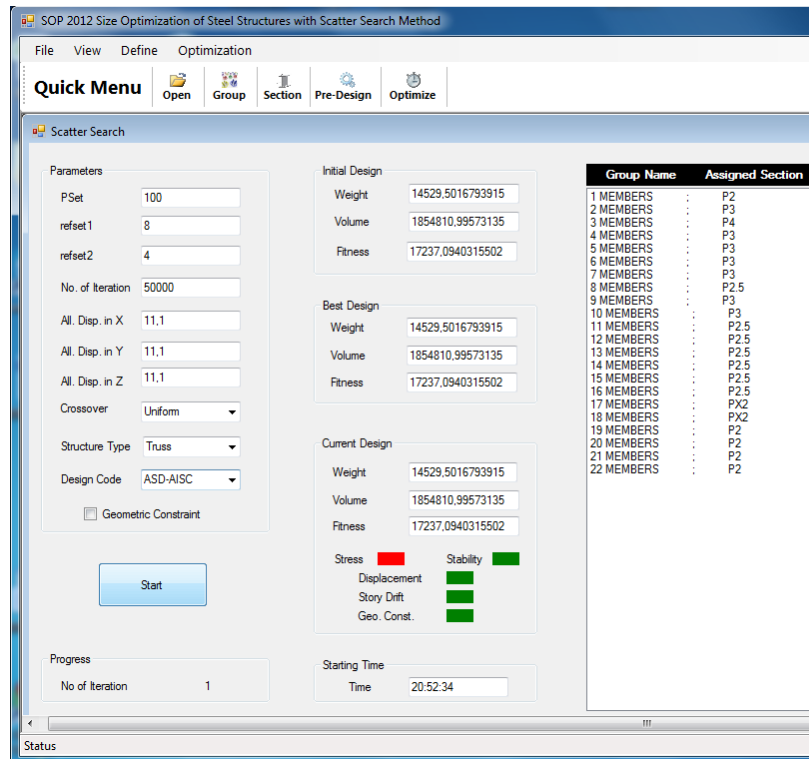 SOP 2012 Size Optimization of Steel Structures with Scatter Search Method
File View Define Optimization
Quick Menu Open Group Section Pre-Design Optimize
Scatter Search
Parameters
PSet 100
refset1 8
refset2 4
No. of Iteration 50000
All. Disp. in X 11,1
All. Disp. in Y 11,1
All. Disp. in Z 11,1
Crossover Uniform
Structure Type Truss
Design Code ASD-AISC
Geometric Constraint
Start
Progress
No of Iteration 1
Initial Design
Weight 14529,5016793915
Volume 1854810,99573135
Fitness 17237,0940315502
Best Design
Weight 14529,5016793915
Volume 1854810,99573135
Fitness 17237,0940315502
Current Design
Weight 14529,5016793915
Volume 1854810,99573135
Fitness 17237,0940315502
Stress Stability
Displacement
Story Drift
Geo. Const.
Starting Time
Time 20:52:34
Group Name Assigned Section
1 MEMBERS : P2
2 MEMBERS : P3
3 MEMBERS : P4
4 MEMBERS : P3
5 MEMBERS : P3
6 MEMBERS : P3
7 MEMBERS : P3
8 MEMBERS : P2.5
9 MEMBERS : P3
10 MEMBERS : P3
11 MEMBERS : P2.5
12 MEMBERS : P2.5
13 MEMBERS : P2.5
14 MEMBERS : P2.5
15 MEMBERS : P2.5
16 MEMBERS : P2.5
17 MEMBERS : PX2
18 MEMBERS : PX2
19 MEMBERS : P2
20 MEMBERS : P2
21 MEMBERS : P2
22 MEMBERS : P2
Status